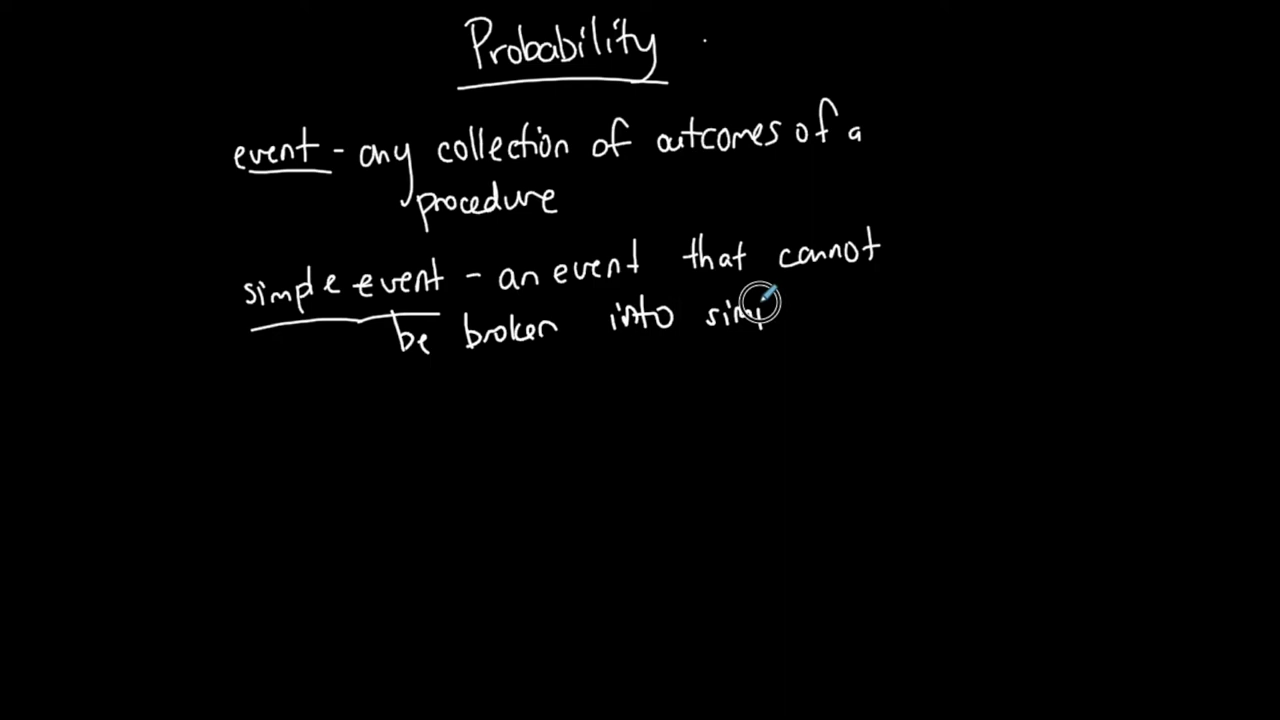 Probability
event - any collection of outcomes of a
procedure
simple event - an event that cannot
be broken into